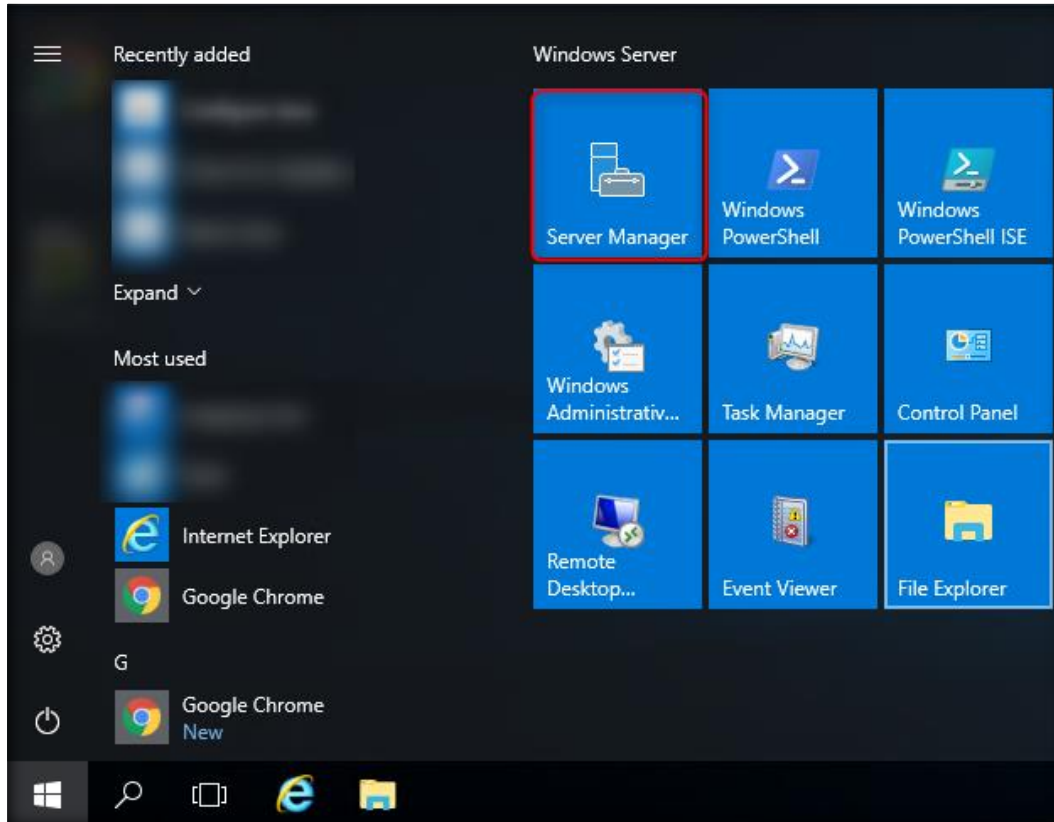 Recently added
Expand
Most used
Internet Explorer
Google Chrome
G
Google Chrome
New
Windows Server
Server Manager
Windows
PowerShell
Windows
PowerShell ISE
Windows
Administrativ...
Task Manager
Control Panel
Remote
Desktop...
Event Viewer
File Explorer